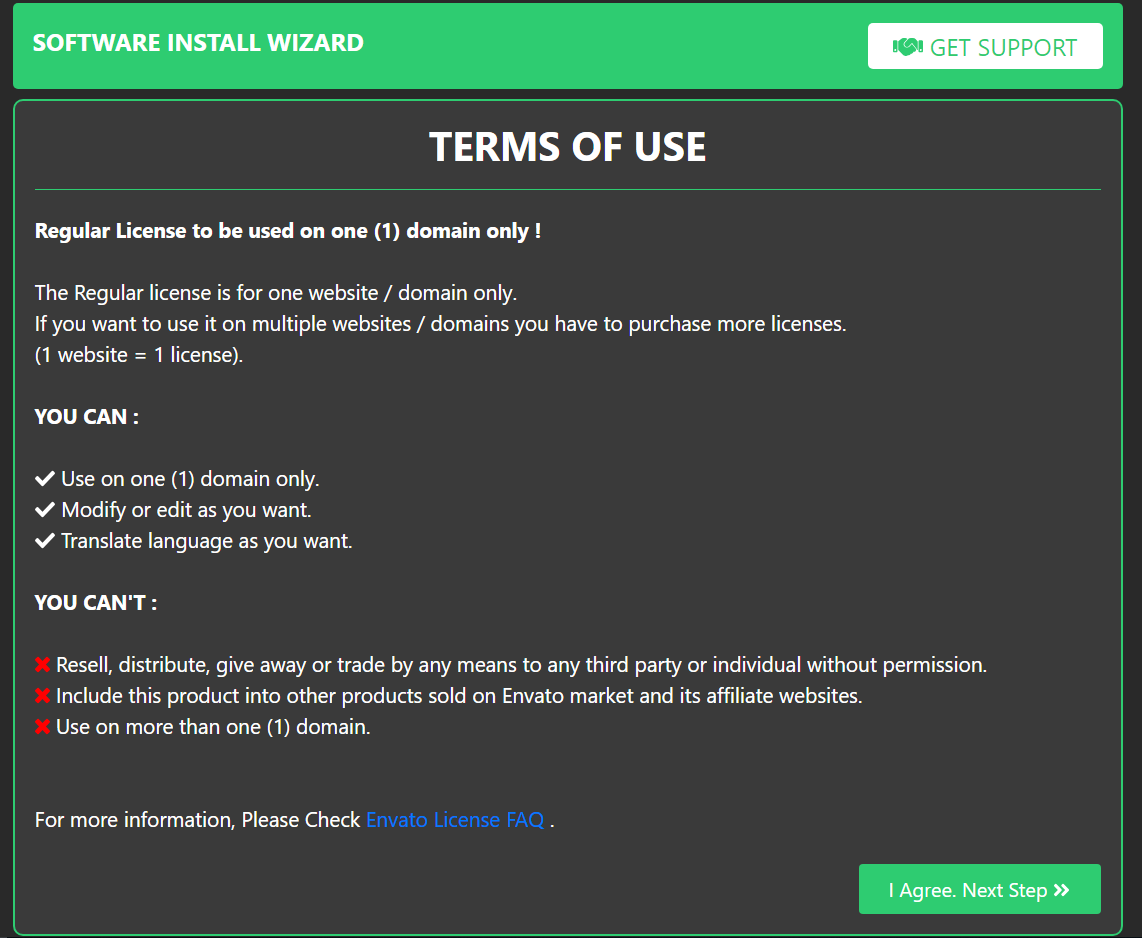 SOFTWARE INSTALL WIZARD
GET SUPPORT
TERMS OF USE
Regular License to be used on one (1) domain only !
The Regular license is for one website / domain only.
If you want to use it on multiple websites / domains you have to purchase more licenses.
(1 website = 1 license).
YOU CAN :
Use on one (1) domain only.
Modify or edit as you want.
Translate language as you want.
YOU CAN'T :
Resell, distribute, give away or trade by any means to any third party or individual without permission.
Include this product into other products sold on Envato market and its affiliate websites.
Use on more than one (1) domain.
For more information, Please Check Envato License FAQ .
I Agree. Next Step